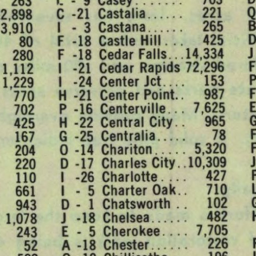 263 K - 9 Casey
2,898 C -21 Castalia 221
3,910 I - 3 Castana 265
80 F -18 Castle Hill 425
280 F -18 Cedar Falls 14,334
1,112 I -21 Cedar Rapids 72,296
1,229 I -24 Center Jct. 153
770 H -21 Center Point 987
702 P -16 Centerville 7,625
425 H -22 Central City 965
167 G -25 Centralia 78
204 O -14 Chariton 5,320
220 D -17 Charles City 10,309
110 I -26 Charlotte 427
661 I - 5 Charter Oak 710
943 D - 1 Chatsworth 102
1,078 J -18 Chelsea 482
243 E - 5 Cherokee 7,705
52 A -18 Chester 226